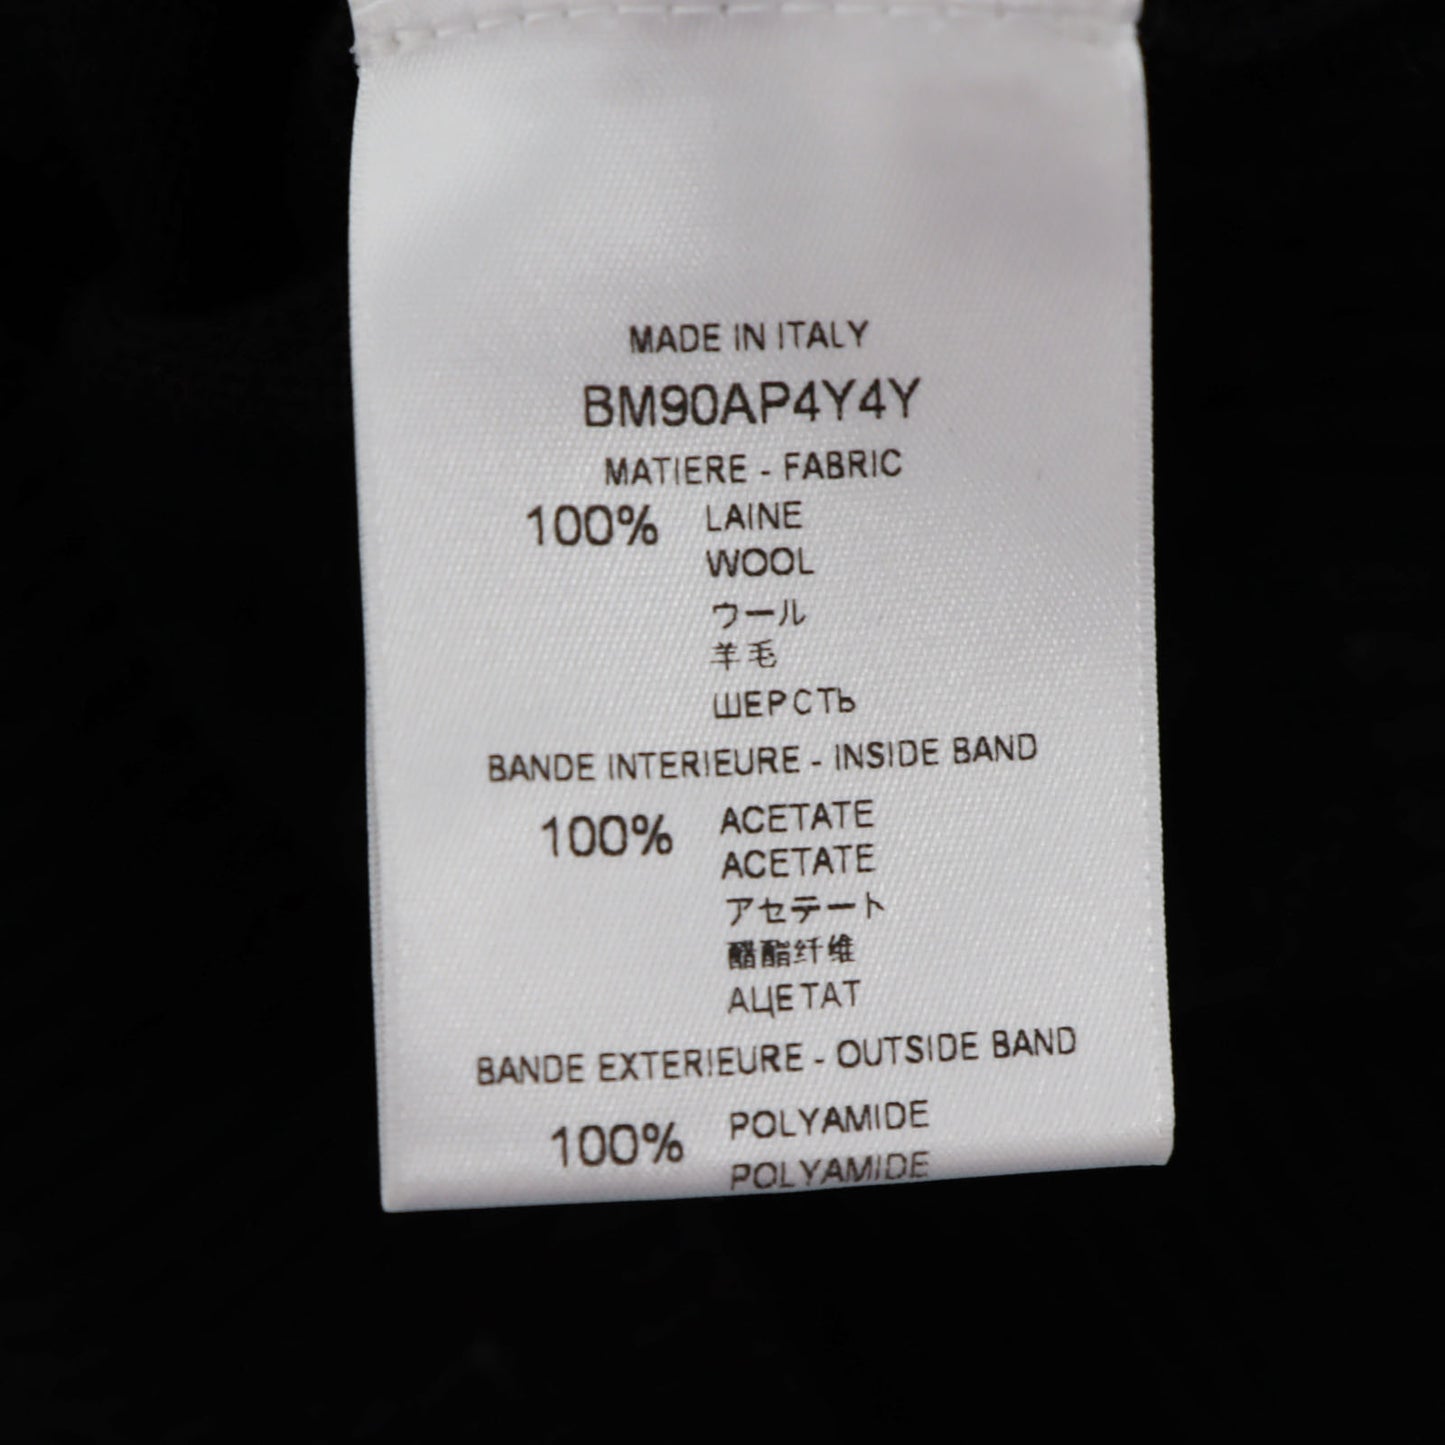 MADE IN ITALY
BM90AP4Y4Y
MATIERE - FABRIC
100% LAINE
WOOL
ウール
羊毛
ШЕРСТЬ
BANDE INTERIEURE - INSIDE BAND
100% ACETATE
ACETATE
アセテート
醋酯纤维
АЦЕТАТ
BANDE EXTERIEURE - OUTSIDE BAND
100% POLYAMIDE
POLYAMIDE